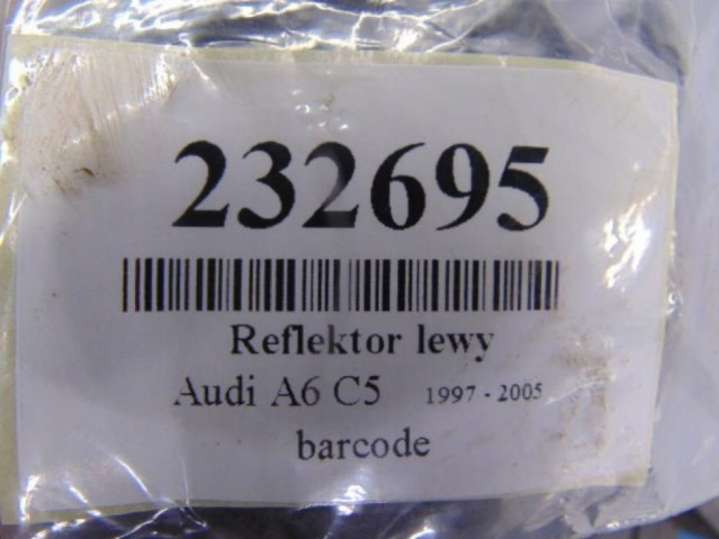 232695
Reflektor lewy
Audi A6 C5 1997 - 2005
barcode